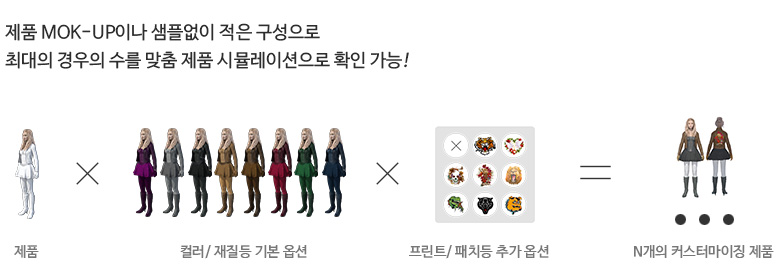 제품 MOK-UP이나 샘플없이 적은 구성으로
최대의 경우의 수를 맞춤 제품 시뮬레이션으로 확인 가능!
제품
컬러/ 재질등 기본 옵션
프린트/ 패치등 추가 옵션
N개의 커스터마이징 제품